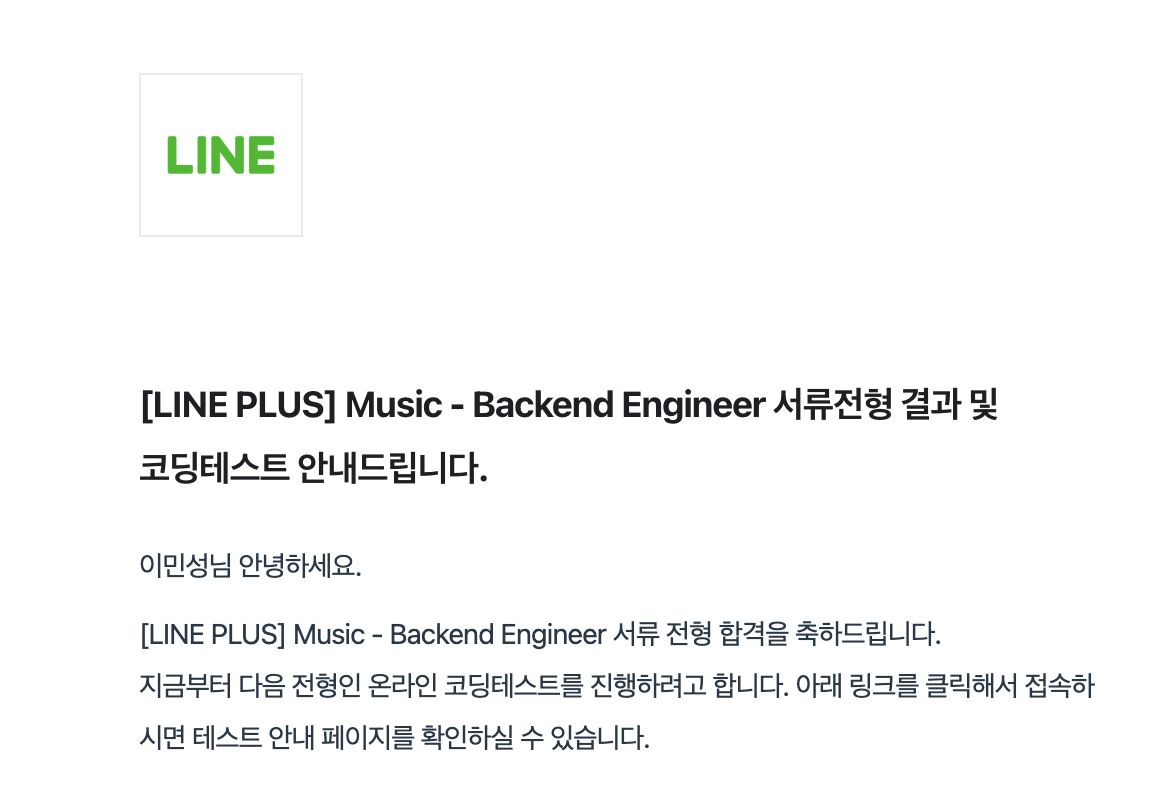 LINE
[LINE PLUS] Music - Backend Engineer 서류전형 결과 및
코딩테스트 안내드립니다.
이민성님 안녕하세요.
[LINE PLUS] Music - Backend Engineer 서류 전형 합격을 축하드립니다.
지금부터 다음 전형인 온라인 코딩테스트를 진행하려고 합니다. 아래 링크를 클릭해서 접속하
시면 테스트 안내 페이지를 확인하실 수 있습니다.